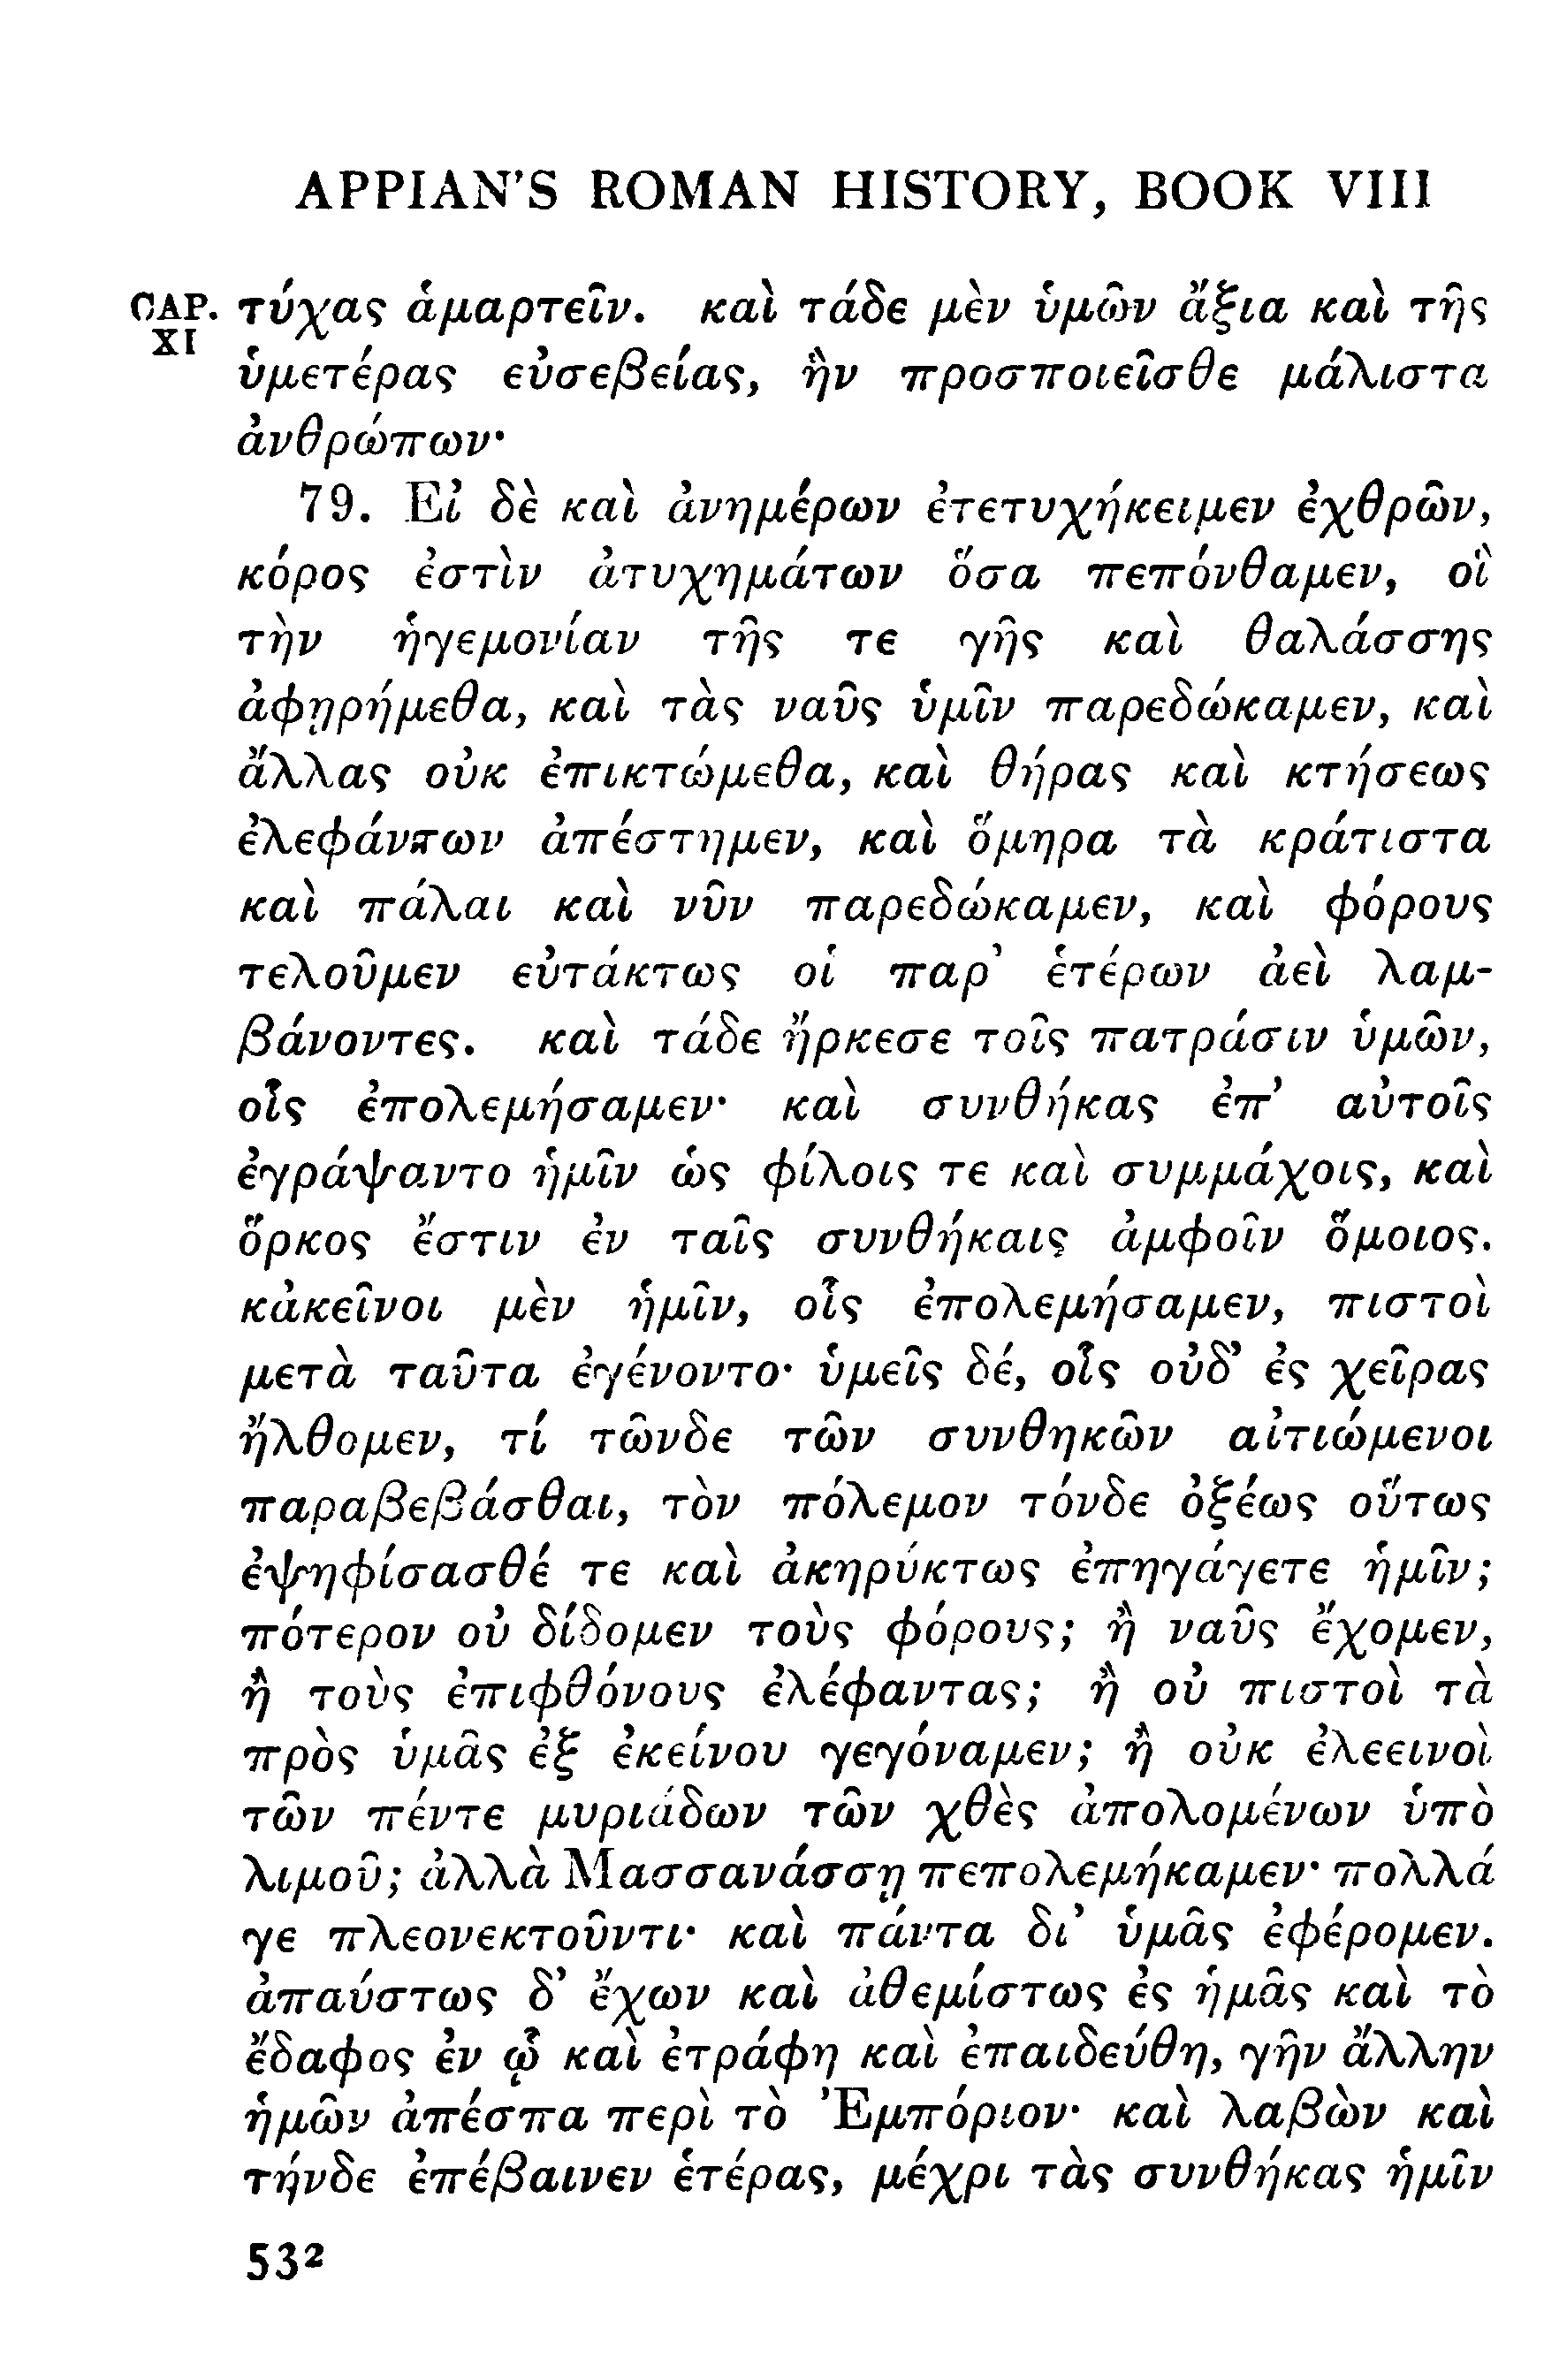 APPIAN'S ROMAN HISTORY, BOOK VIII
CAP. XI τύχας ἁμαρτεῖν. καὶ τάδε μὲν ὑμῶν ἄξια καὶ τῆς
ὑμετέρας εὐσεβείας, ἣν προσποιεῖσθε μάλιστα
ἀνθρώπων·
79. Εἰ δὲ καὶ ἀνημέρων ἐτετυχήκειμεν ἐχθρῶν,
κόρος ἐστὶν ἀτυχημάτων ὅσα πεπόνθαμεν, οἳ
τὴν ἡγεμονίαν τῆς τε γῆς καὶ θαλάσσης
ἀφῃρήμεθα, καὶ τὰς ναῦς ὑμῖν παρεδώκαμεν, καὶ
ἄλλας οὐκ ἐπικτώμεθα, καὶ θήρας καὶ κτήσεως
ἐλεφάντων ἀπέστημεν, καὶ ὅμηρα τὰ κράτιστα
καὶ πάλαι καὶ νῦν παρεδώκαμεν, καὶ φόρους
τελοῦμεν εὐτάκτως οἱ παρ' ἑτέρων ἀεὶ λαμ-
βάνοντες. καὶ τάδε ἤρκεσε τοῖς πατράσιν ὑμῶν,
οἷς ἐπολεμήσαμεν· καὶ συνθήκας ἐπ' αὐτοῖς
ἐγράψαντο ἡμῖν ὡς φίλοις τε καὶ συμμάχοις, καὶ
ὅρκος ἔστιν ἐν ταῖς συνθήκαις ἀμφοῖν ὅμοιος.
κἀκεῖνοι μὲν ἡμῖν, οἷς ἐπολεμήσαμεν, πιστοὶ
μετὰ ταῦτα ἐγένοντο· ὑμεῖς δέ, οἷς οὐδ' ἐς χεῖρας
ἤλθομεν, τί τῶνδε τῶν συνθηκῶν αἰτιώμενοι
παραβεβάσθαι, τὸν πόλεμον τόνδε ὀξέως οὕτως
ἐψηφίσασθέ τε καὶ ἀκηρύκτως ἐπηγάγετε ἡμῖν;
πότερον οὐ δίδομεν τοὺς φόρους; ἢ ναῦς ἔχομεν,
ἢ τοὺς ἐπιφθόνους ἐλέφαντας; ἢ οὐ πιστοὶ τὰ
πρὸς ὑμᾶς ἐξ ἐκείνου γεγόναμεν; ἢ οὐκ ἐλεεινοὶ
τῶν πέντε μυριάδων τῶν χθὲς ἀπολομένων ὑπὸ
λιμοῦ; ἀλλὰ Μασσανάσσῃ πεπολεμήκαμεν· πολλά
γε πλεονεκτοῦντι· καὶ πάντα δι' ὑμᾶς ἐφέρομεν.
ἀπαύστως δ' ἔχων καὶ ἀθεμίστως ἐς ἡμᾶς καὶ τὸ
ἔδαφος ἐν ᾧ καὶ ἐτράφη καὶ ἐπαιδεύθη, γῆν ἄλλην
ἡμῶν ἀπέσπα περὶ τὸ Ἐμπόριον· καὶ λαβὼν καὶ
τήνδε ἐπέβαινεν ἑτέρας, μέχρι τὰς συνθήκας ἡμῖν
532